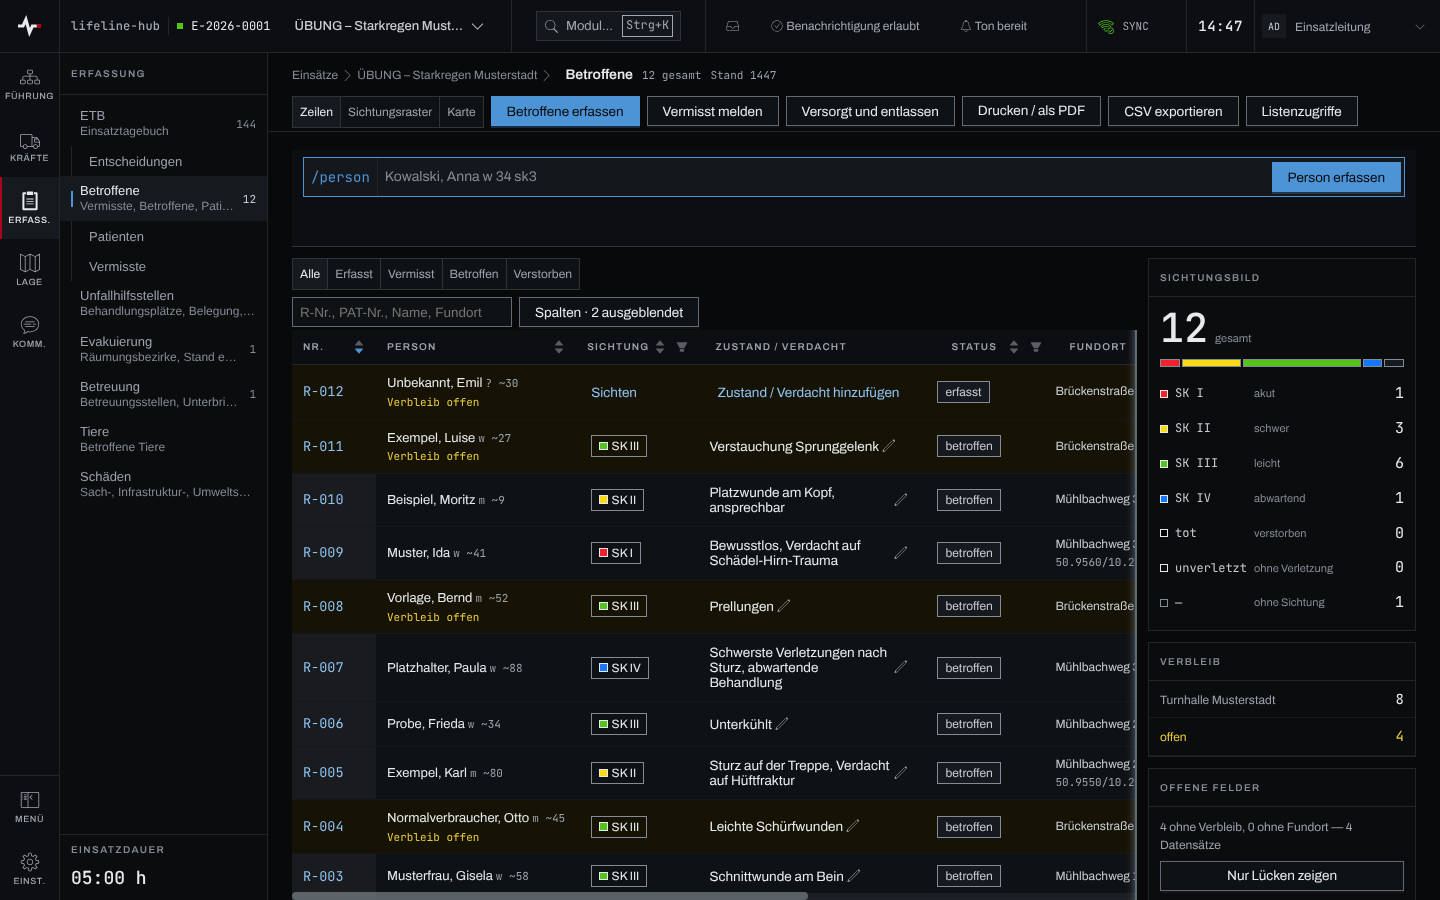 lifeline-hub
E-2026-0001
ÜBUNG – Starkregen Must...
Modul...
Strg+K
Benachrichtigung erlaubt
Ton bereit
SYNC
14:47
AD
Einsatzleitung
FÜHRUNG
KRÄFTE
ERFASS.
LAGE
KOMM.
MENÜ
EINST.
ERFASSUNG
ETB
Einsatztagebuch
144
Entscheidungen
Betroffene
Vermisste, Betroffene, Pati...
12
Patienten
Vermisste
Unfallhilfsstellen
Behandlungsplätze, Belegung,...
Evakuierung
Räumungsbezirke, Stand e...
1
Betreuung
Betreuungsstellen, Unterbri...
1
Tiere
Betroffene Tiere
Schäden
Sach-, Infrastruktur-, Umwelts...
EINSATZDAUER
05:00 h
Einsätze
ÜBUNG – Starkregen Musterstadt
Betroffene
12 gesamt
Stand 1447
Zeilen
Sichtungsraster
Karte
Betroffene erfassen
Vermisst melden
Versorgt und entlassen
Drucken / als PDF
CSV exportieren
Listenzugriffe
/person
Kowalski, Anna w 34 sk3
Person erfassen
Alle
Erfasst
Vermisst
Betroffen
Verstorben
R-Nr., PAT-Nr., Name, Fundort
Spalten · 2 ausgeblendet
NR.
PERSON
SICHTUNG
ZUSTAND / VERDACHT
STATUS
FUNDORT
R-012
Unbekannt, Emil ? ~30
Verbleib offen
Sichten
Zustand / Verdacht hinzufügen
erfasst
Brückenstraße
R-011
Exempel, Luise w ~27
Verbleib offen
SK III
Verstauchung Sprunggelenk
betroffen
Brückenstraße
R-010
Beispiel, Moritz m ~9
SK II
Platzwunde am Kopf,
ansprechbar
betroffen
Mühlbachweg
R-009
Muster, Ida w ~41
SK I
Bewusstlos, Verdacht auf
Schädel-Hirn-Trauma
betroffen
Mühlbachweg
50.9560/10.2
R-008
Vorlage, Bernd m ~52
Verbleib offen
SK III
Prellungen
betroffen
Brückenstraße
R-007
Platzhalter, Paula w ~88
SK IV
Schwerste Verletzungen nach
Sturz, abwartende
Behandlung
betroffen
Mühlbachweg
R-006
Probe, Frieda w ~34
SK III
Unterkühlt
betroffen
Mühlbachweg
R-005
Exempel, Karl m ~80
SK II
Sturz auf der Treppe, Verdacht
auf Hüftfraktur
betroffen
Mühlbachweg
50.9550/10.2
R-004
Normalverbraucher, Otto m ~45
Verbleib offen
SK III
Leichte Schürfwunden
betroffen
Brückenstraße
R-003
Musterfrau, Gisela w ~58
SK III
Schnittwunde am Bein
betroffen
Mühlbachweg
SICHTUNGSBILD
12 gesamt
SK I akut 1
SK II schwer 3
SK III leicht 6
SK IV abwartend 1
tot verstorben 0
unverletzt ohne Verletzung 0
– ohne Sichtung 1
VERBLEIB
Turnhalle Musterstadt 8
offen 4
OFFENE FELDER
4 ohne Verbleib, 0 ohne Fundort — 4
Datensätze
Nur Lücken zeigen